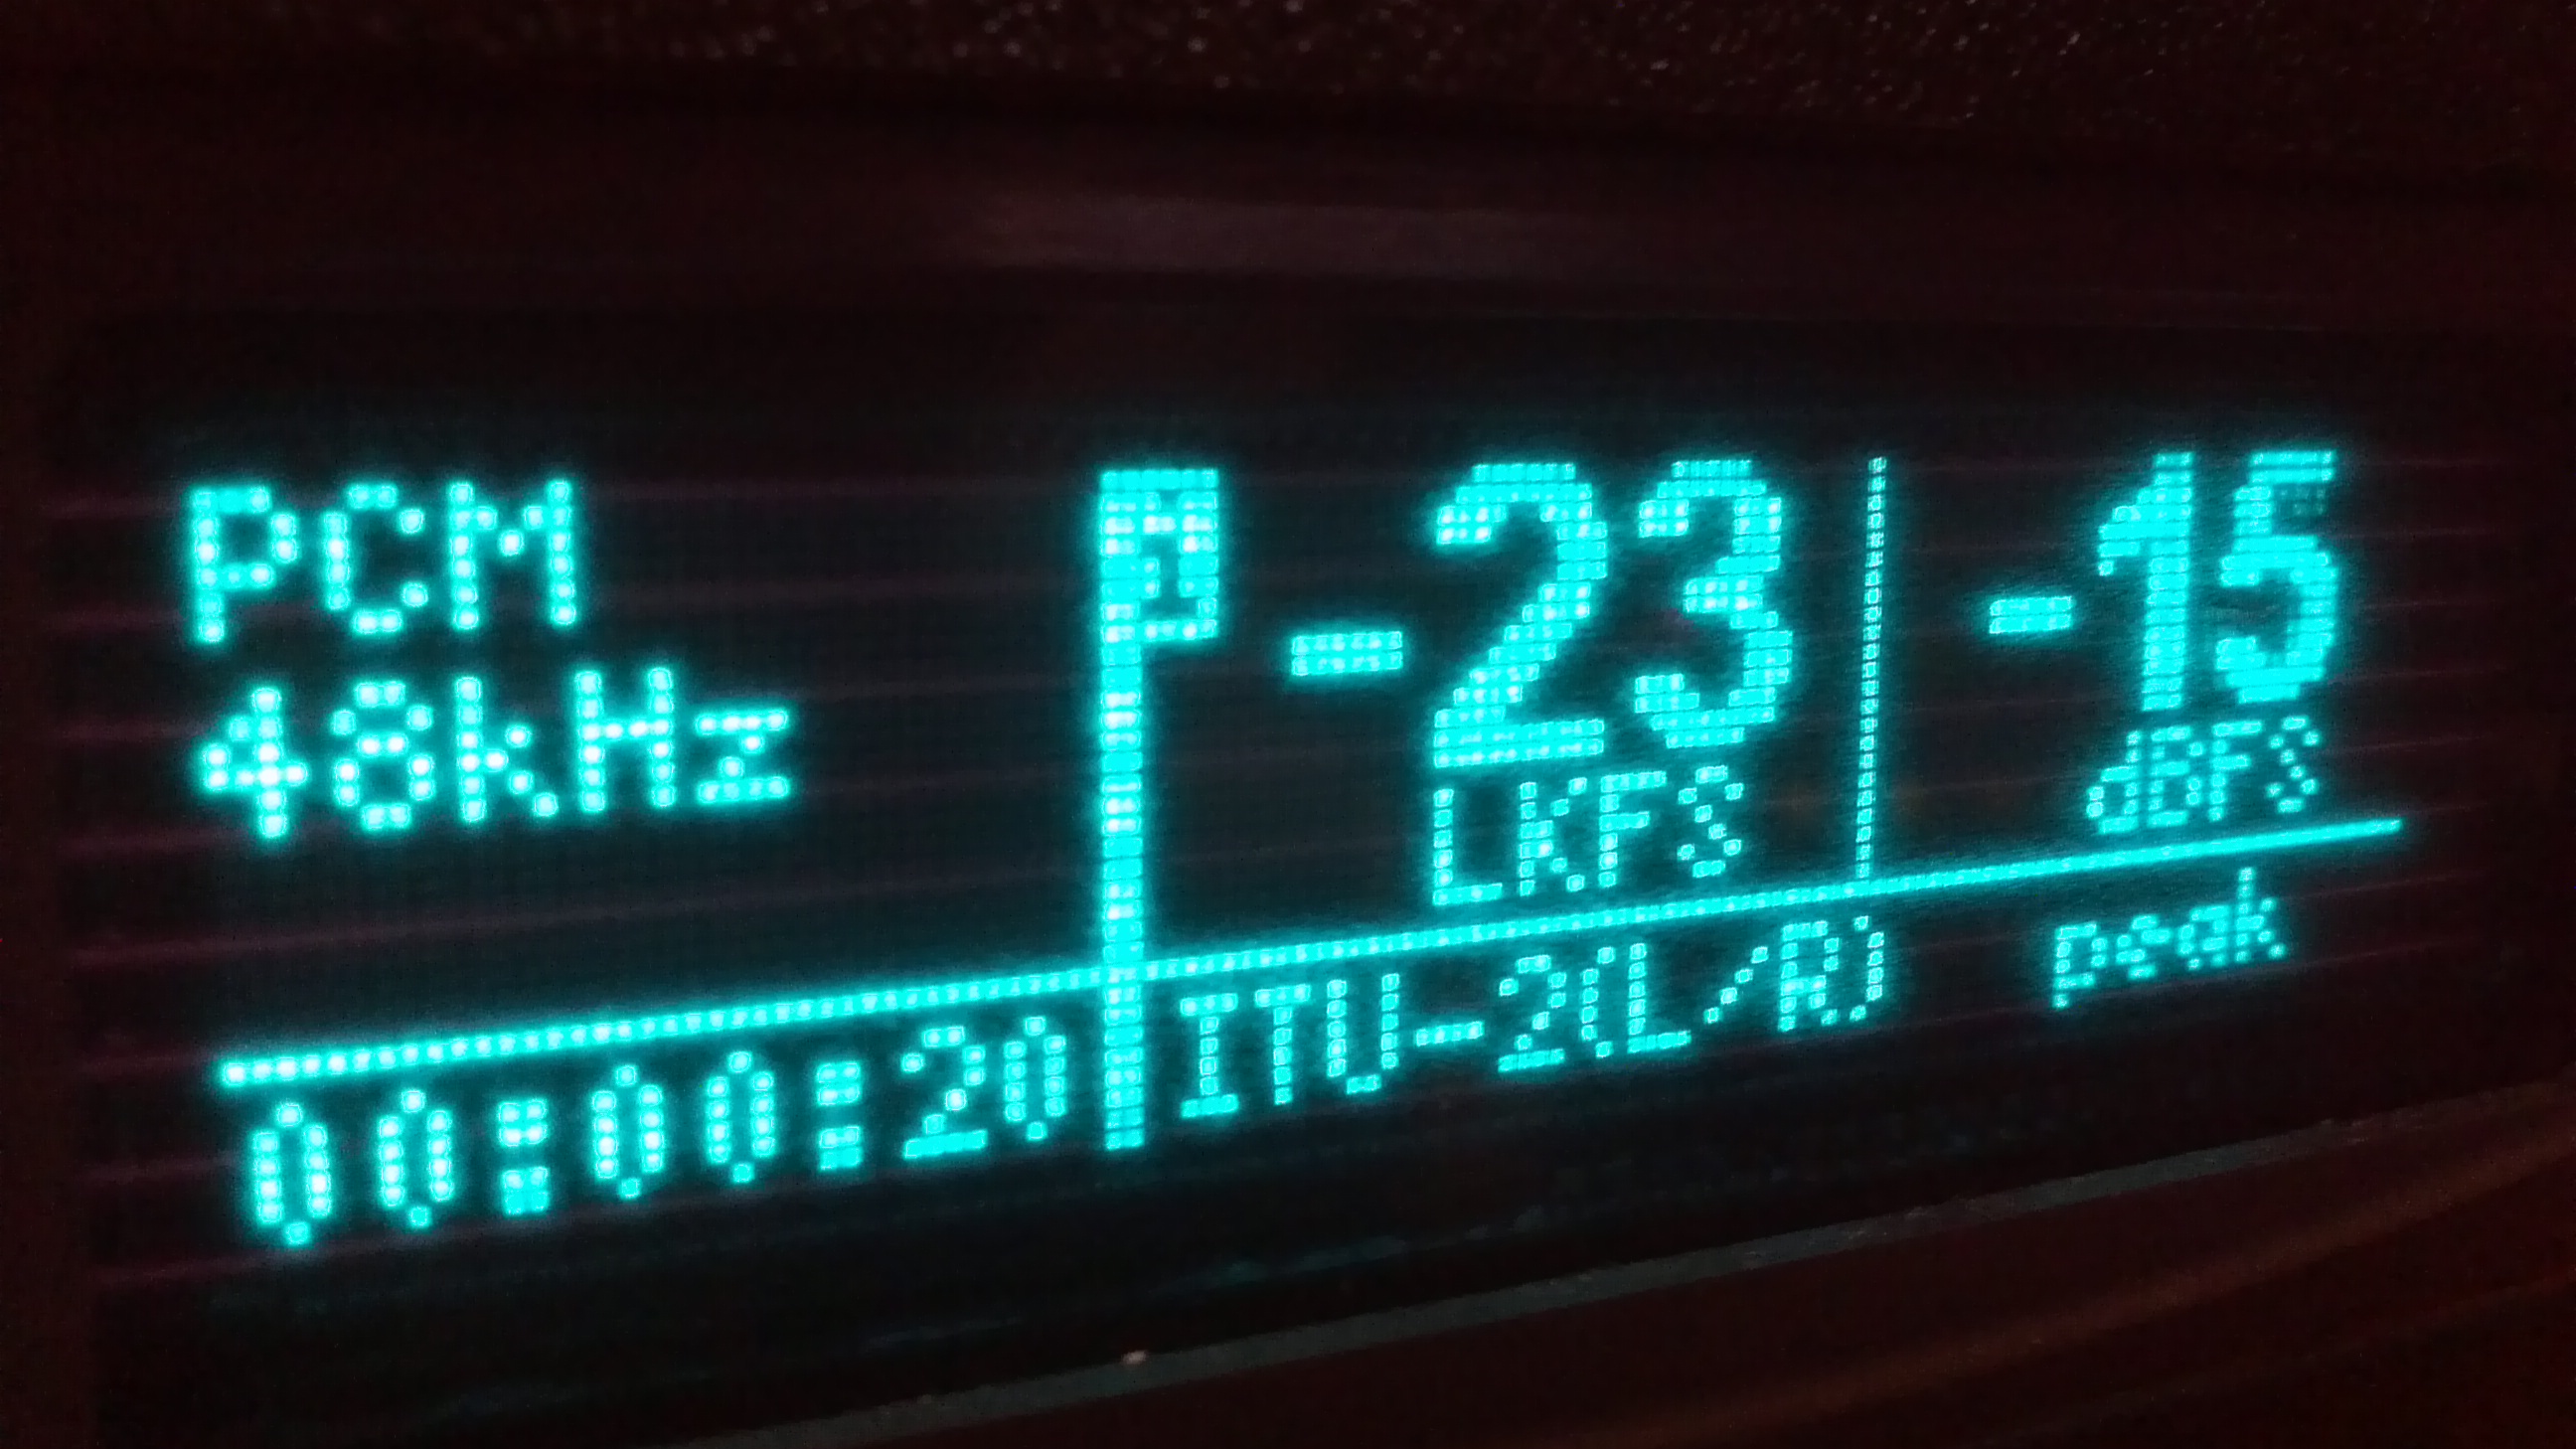 PCM
48kHz
-23
LKFS
-15
dBFS
00:00:20
ITU-2(L/R)
peak